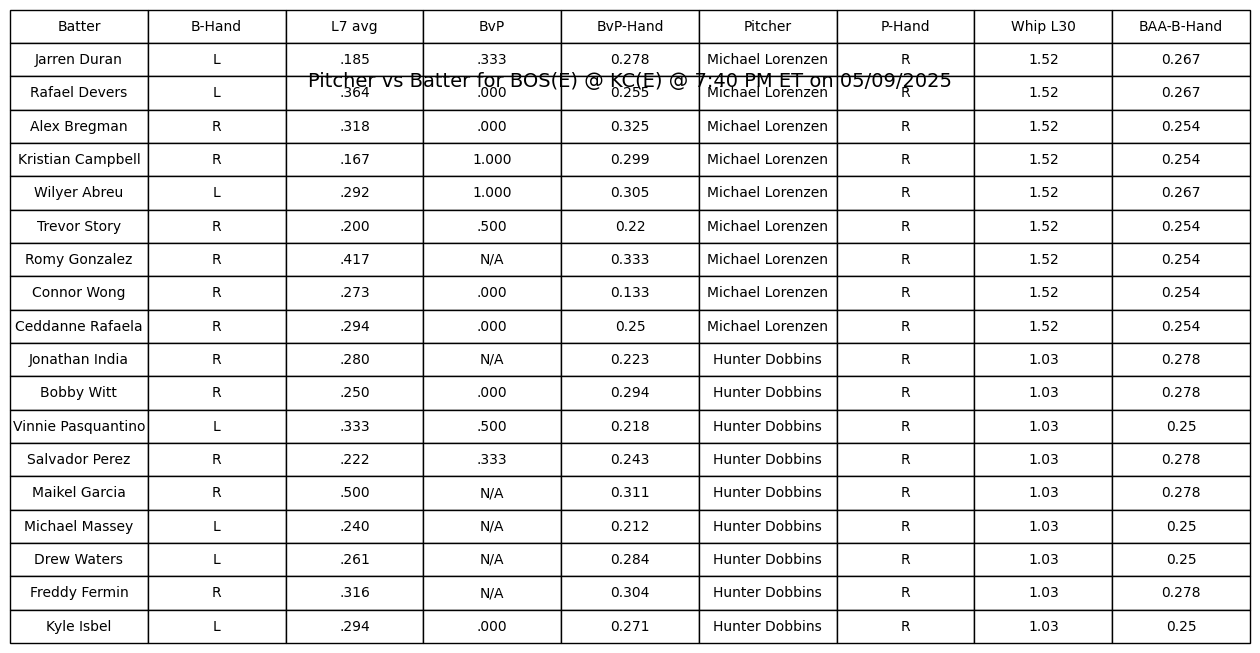 Batter B-Hand L7 avg BvP BvP-Hand Pitcher P-Hand Whip L30 BAA-B-Hand
Jarren Duran L .185 .333 0.278 Michael Lorenzen R 1.52 0.267
Pitcher vs Batter for BOS(E) @ KC(E) @ 7:40 PM ET on 05/09/2025
Rafael Devers L .364 .000 0.255 Michael Lorenzen R 1.52 0.267
Alex Bregman R .318 .000 0.325 Michael Lorenzen R 1.52 0.254
Kristian Campbell R .167 1.000 0.299 Michael Lorenzen R 1.52 0.254
Wilyer Abreu L .292 1.000 0.305 Michael Lorenzen R 1.52 0.267
Trevor Story R .200 .500 0.22 Michael Lorenzen R 1.52 0.254
Romy Gonzalez R .417 N/A 0.333 Michael Lorenzen R 1.52 0.254
Connor Wong R .273 .000 0.133 Michael Lorenzen R 1.52 0.254
Ceddanne Rafaela R .294 .000 0.25 Michael Lorenzen R 1.52 0.254
Jonathan India R .280 N/A 0.223 Hunter Dobbins R 1.03 0.278
Bobby Witt R .250 .000 0.294 Hunter Dobbins R 1.03 0.278
Vinnie Pasquantino L .333 .500 0.218 Hunter Dobbins R 1.03 0.25
Salvador Perez R .222 .333 0.243 Hunter Dobbins R 1.03 0.278
Maikel Garcia R .500 N/A 0.311 Hunter Dobbins R 1.03 0.278
Michael Massey L .240 N/A 0.212 Hunter Dobbins R 1.03 0.25
Drew Waters L .261 N/A 0.284 Hunter Dobbins R 1.03 0.25
Freddy Fermin R .316 N/A 0.304 Hunter Dobbins R 1.03 0.278
Kyle Isbel L .294 .000 0.271 Hunter Dobbins R 1.03 0.25